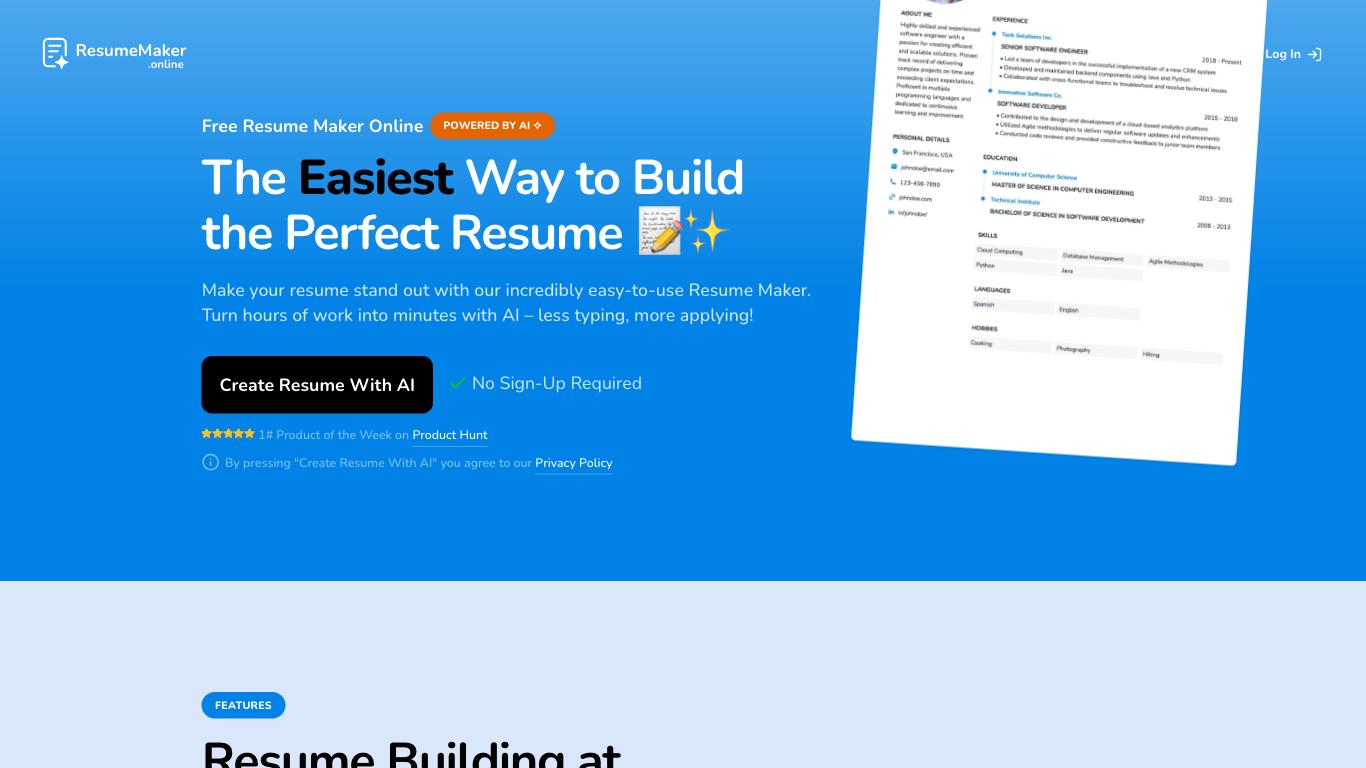 ResumeMaker
.online
Log In
Free Resume Maker Online
POWERED BY AI
The Easiest Way to Build
the Perfect Resume
Make your resume stand out with our incredibly easy-to-use Resume Maker.
Turn hours of work into minutes with AI – less typing, more applying!
Create Resume With AI
No Sign-Up Required
1# Product of the Week on Product Hunt
By pressing "Create Resume With AI" you agree to our Privacy Policy
ABOUT ME
Highly skilled and experienced
software engineer with a
passion for creating efficient
and scalable solutions. Proven
track record of delivering
complex projects on time and
exceeding client expectations.
Proficient in multiple
programming languages and
dedicated to continuous
learning and improvement.
PERSONAL DETAILS
San Francisco, USA
johndoe@email.com
123-456-7890
johndoe.com
in/johndoe/
EXPERIENCE
Tech Solutions Inc.
SENIOR SOFTWARE ENGINEER
2018 - Present
• Led a team of developers in the successful implementation of a new CRM system
• Developed and maintained backend components using Java and Python
• Collaborated with cross-functional teams to troubleshoot and resolve technical issues
Innovative Software Co.
SOFTWARE DEVELOPER
2015 - 2018
• Contributed to the design and development of a cloud-based analytics platform
• Utilized Agile methodologies to deliver regular software updates and enhancements
• Conducted code reviews and provided constructive feedback to junior team members
EDUCATION
University of Computer Science
MASTER OF SCIENCE IN COMPUTER ENGINEERING
2013 - 2015
Technical Institute
BACHELOR OF SCIENCE IN SOFTWARE DEVELOPMENT
2009 - 2013
SKILLS
Cloud Computing
Database Management
Agile Methodologies
Python
Java
LANGUAGES
Spanish
English
HOBBIES
Cooking
Photography
Hiking
FEATURES
Resume Building at